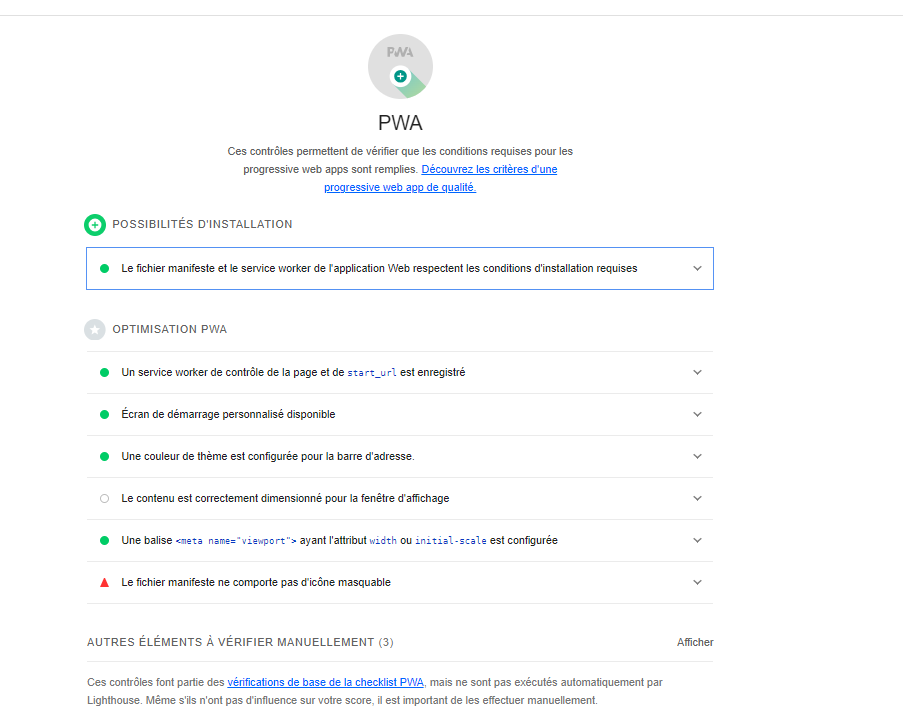 PWA
PWA
Ces contrôles permettent de vérifier que les conditions requises pour les
progressive web apps sont remplies. Découvrez les critères d'une
progressive web app de qualité.
POSSIBILITÉS D'INSTALLATION
Le fichier manifeste et le service worker de l'application Web respectent les conditions d'installation requises
OPTIMISATION PWA
Un service worker de contrôle de la page et de start_url est enregistré
Écran de démarrage personnalisé disponible
Une couleur de thème est configurée pour la barre d'adresse.
Le contenu est correctement dimensionné pour la fenêtre d'affichage
Une balise <meta name="viewport"> ayant l'attribut width ou initial-scale est configurée
Le fichier manifeste ne comporte pas d'icône masquable
AUTRES ÉLÉMENTS À VÉRIFIER MANUELLEMENT (3) Afficher
Ces contrôles font partie des vérifications de base de la checklist PWA, mais ne sont pas exécutés automatiquement par
Lighthouse. Même s'ils n'ont pas d'influence sur votre score, il est important de les effectuer manuellement.